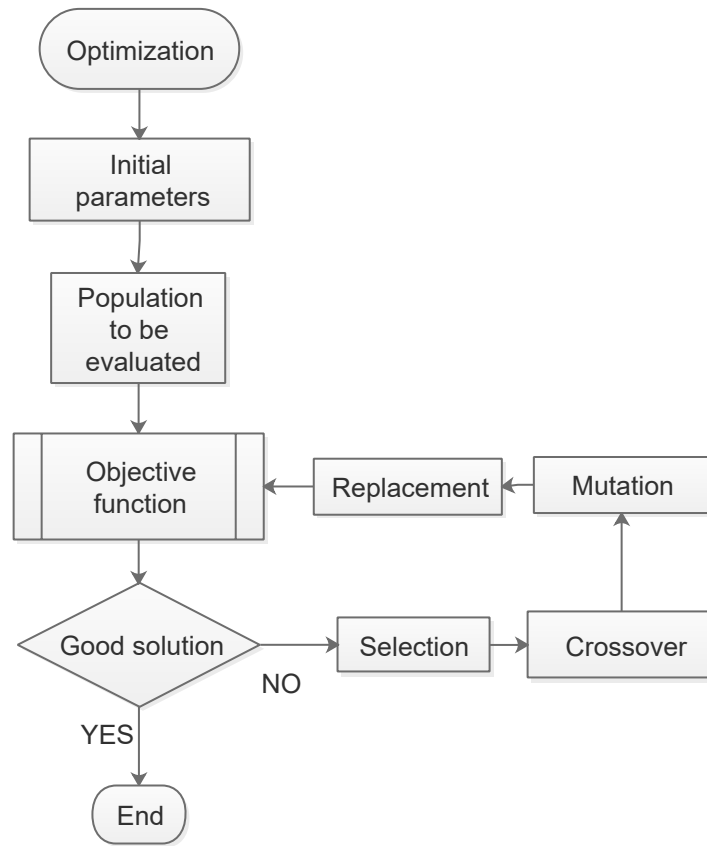 Optimization
Initial
parameters
Population
to be
evaluated
Objective
function
Replacement
Mutation
Good solution
Selection
Crossover
NO
YES
End